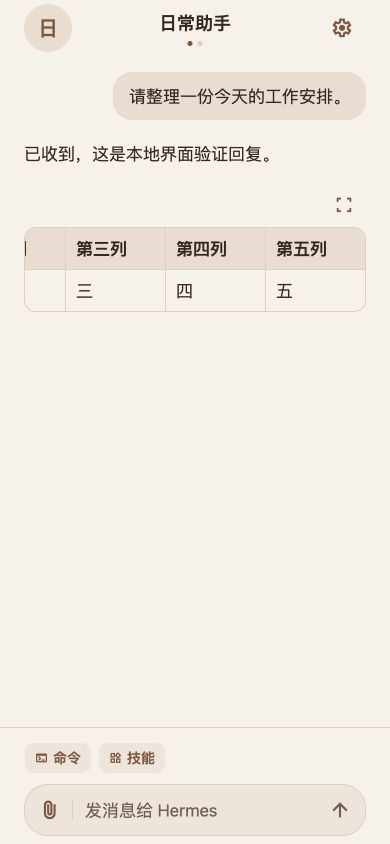 日
日常助手
请整理一份今天的工作安排。
已收到，这是本地界面验证回复。
第三列 第四列 第五列
三 四 五
命令 技能
发消息给 Hermes